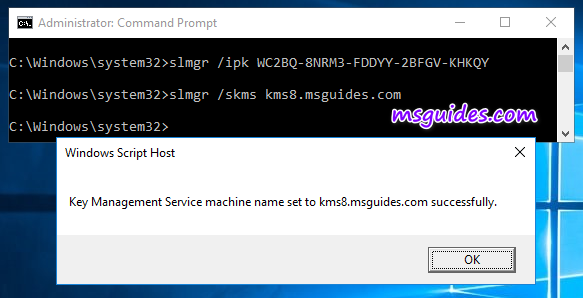 Administrator: Command Prompt
C:\Windows\system32>slmgr /ipk WC2BQ-8NRM3-FDDYY-2BFGV-KHKQY
C:\Windows\system32>slmgr /skms kms8.msguides.com
C:\Windows\system32>
msguides.com
Windows Script Host
Key Management Service machine name set to kms8.msguides.com successfully.
OK